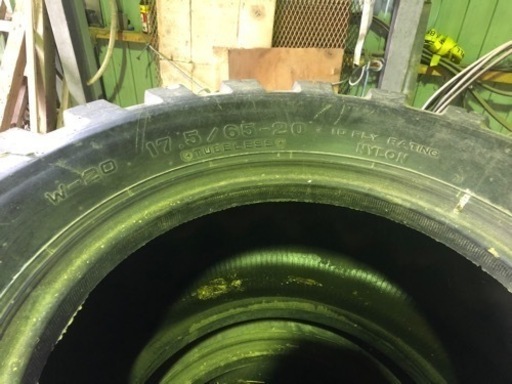 W-20 17.5/65-20 10 PLY RATING
TUBELESS NYLON